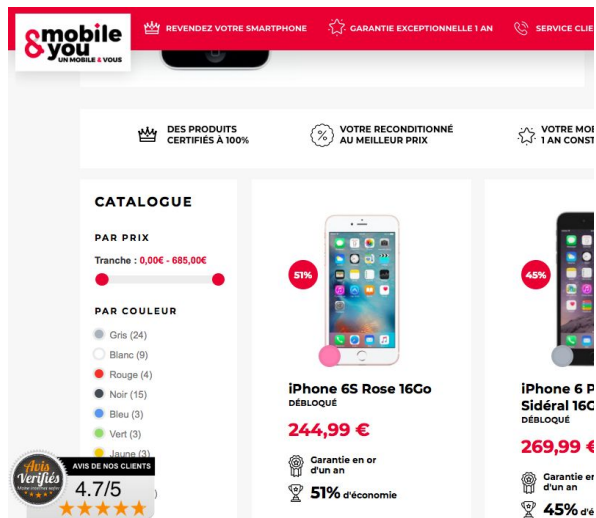 &mobile
you
UN MOBILE & VOUS
REVENDEZ VOTRE SMARTPHONE
GARANTIE EXCEPTIONNELLE 1 AN
SERVICE CLIE
DES PRODUITS
CERTIFIÉS À 100%
VOTRE RECONDITIONNÉ
AU MEILLEUR PRIX
VOTRE MOB
1 AN CONST
CATALOGUE
PAR PRIX
Tranche : 0,00€ - 685,00€
PAR COULEUR
Gris (24)
Blanc (9)
Rouge (4)
Noir (15)
Bleu (3)
Vert (3)
Jaune (3)
Avis
Vérifiés
AVIS DE NOS CLIENTS
4.7/5
51%
iPhone 6S Rose 16Go
DÉBLOQUÉ
244,99 €
Garantie en or
d'un an
51% d'économie
45%
iPhone 6 P
Sidéral 16G
DÉBLOQUÉ
269,99 €
Garantie en
d'un an
45% d'é